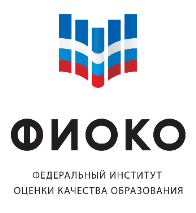 ФИОКО
ФЕДЕРАЛЬНЫЙ ИНСТИТУТ
ОЦЕНКИ КАЧЕСТВА ОБРАЗОВАНИЯ